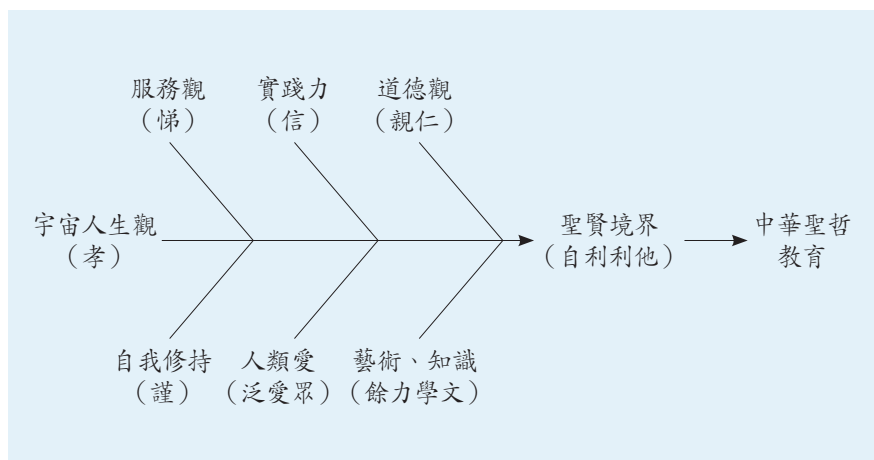 服務觀
（悌）
實踐力
（信）
道德觀
（親仁）
宇宙人生觀
（孝）
聖賢境界
（自利利他）
中華聖哲
教育
自我修持
（謹）
人類愛
（泛愛眾）
藝術、知識
（餘力學文）